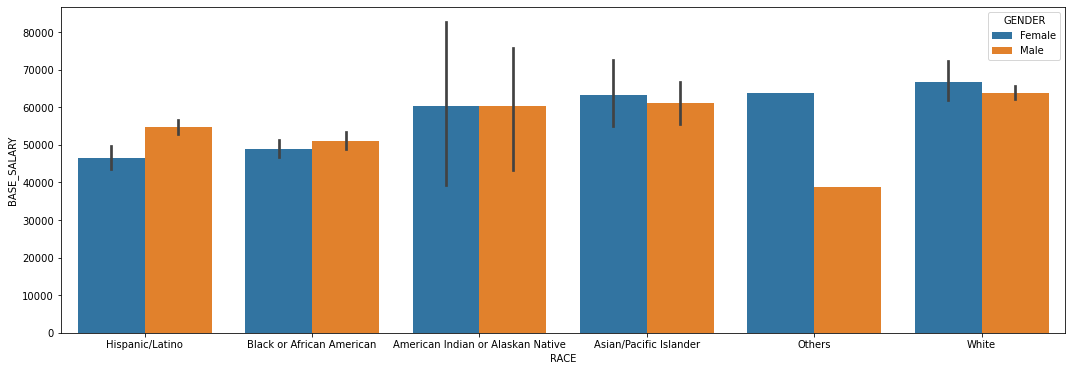 GENDER
Female
Male
BASE_SALARY
80000
70000
60000
50000
40000
30000
20000
10000
0
Hispanic/Latino
Black or African American
American Indian or Alaskan Native
Asian/Pacific Islander
Others
White
RACE